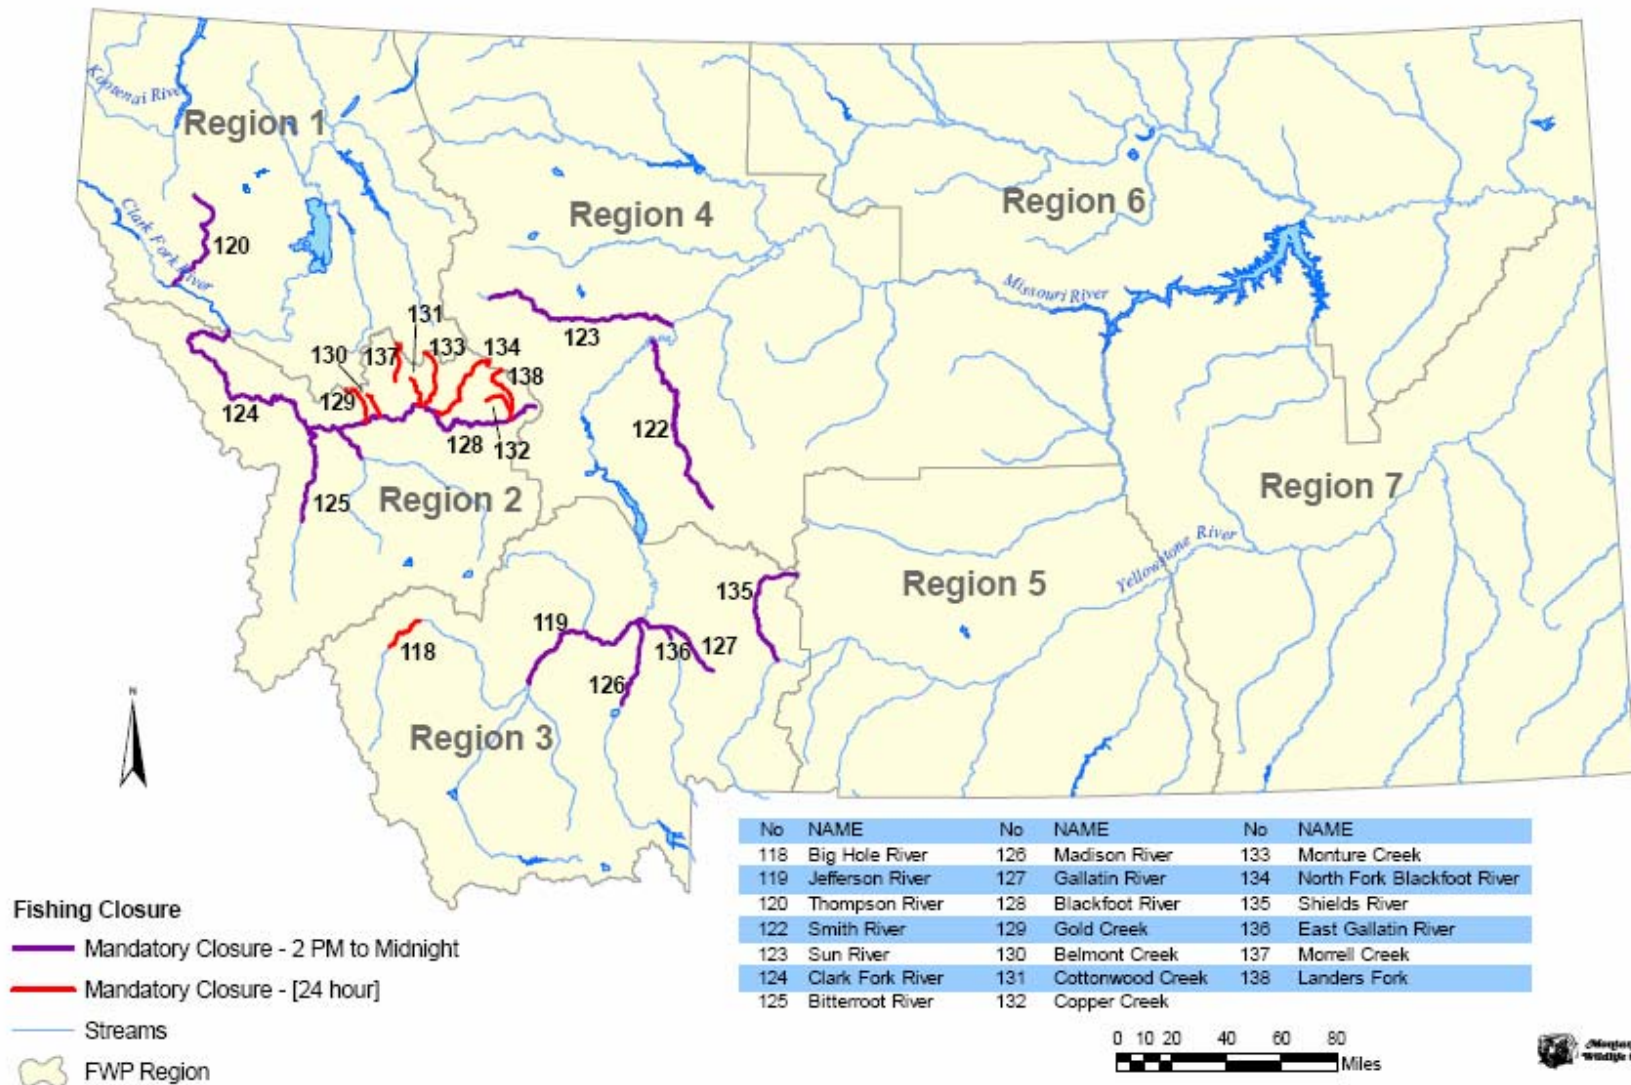 Kootenai River
Region 1
Clark Fork River
120
Region 4
Region 6
Missouri River
131
123
130
137
133
134
138
129
124
128
132
122
125
Region 2
Region 7
Yellowstone River
Region 5
135
119
118
136
127
126
N
Region 3
No NAME No NAME No NAME
118 Big Hole River 126 Madison River 133 Monture Creek
119 Jefferson River 127 Gallatin River 134 North Fork Blackfoot River
120 Thompson River 128 Blackfoot River 135 Shields River
122 Smith River 129 Gold Creek 136 East Gallatin River
123 Sun River 130 Belmont Creek 137 Morrell Creek
124 Clark Fork River 131 Cottonwood Creek 138 Landers Fork
125 Bitterroot River 132 Copper Creek
Fishing Closure
Mandatory Closure - 2 PM to Midnight
Mandatory Closure - [24 hour]
Streams
FWP Region
0 10 20 40 60 80
Miles